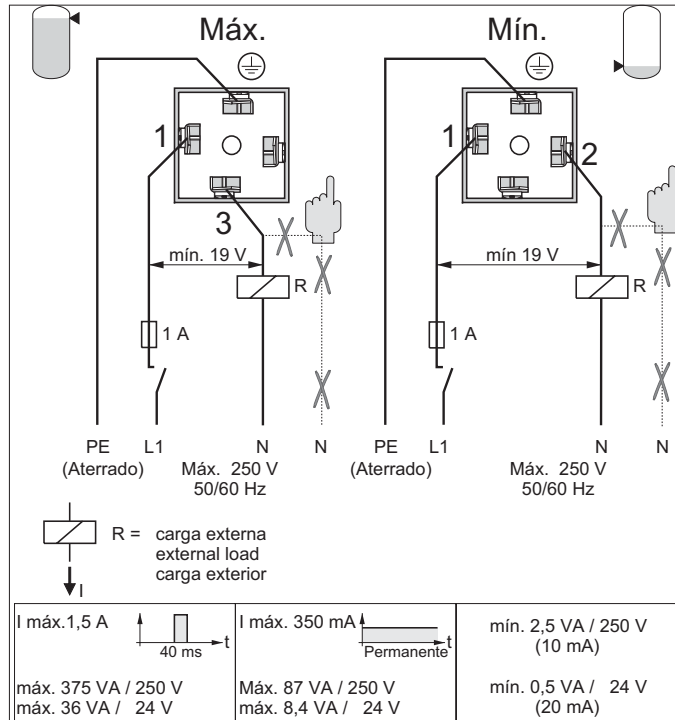 Máx.
Mín.
1
3
1
2
mín. 19 V
mín 19 V
R
R
1 A
1 A
PE
(Aterrado)
L1
N
N
Máx. 250 V
50/60 Hz
PE
(Aterrado)
L1
N
N
Máx. 250 V
50/60 Hz
R = carga externa
external load
carga exterior
I
I máx.1,5 A
40 ms
t
máx. 375 VA / 250 V
máx. 36 VA / 24 V
I máx. 350 mA
Permanente
t
Máx. 87 VA / 250 V
máx. 8,4 VA / 24 V
mín. 2,5 VA / 250 V
(10 mA)
mín. 0,5 VA / 24 V
(20 mA)